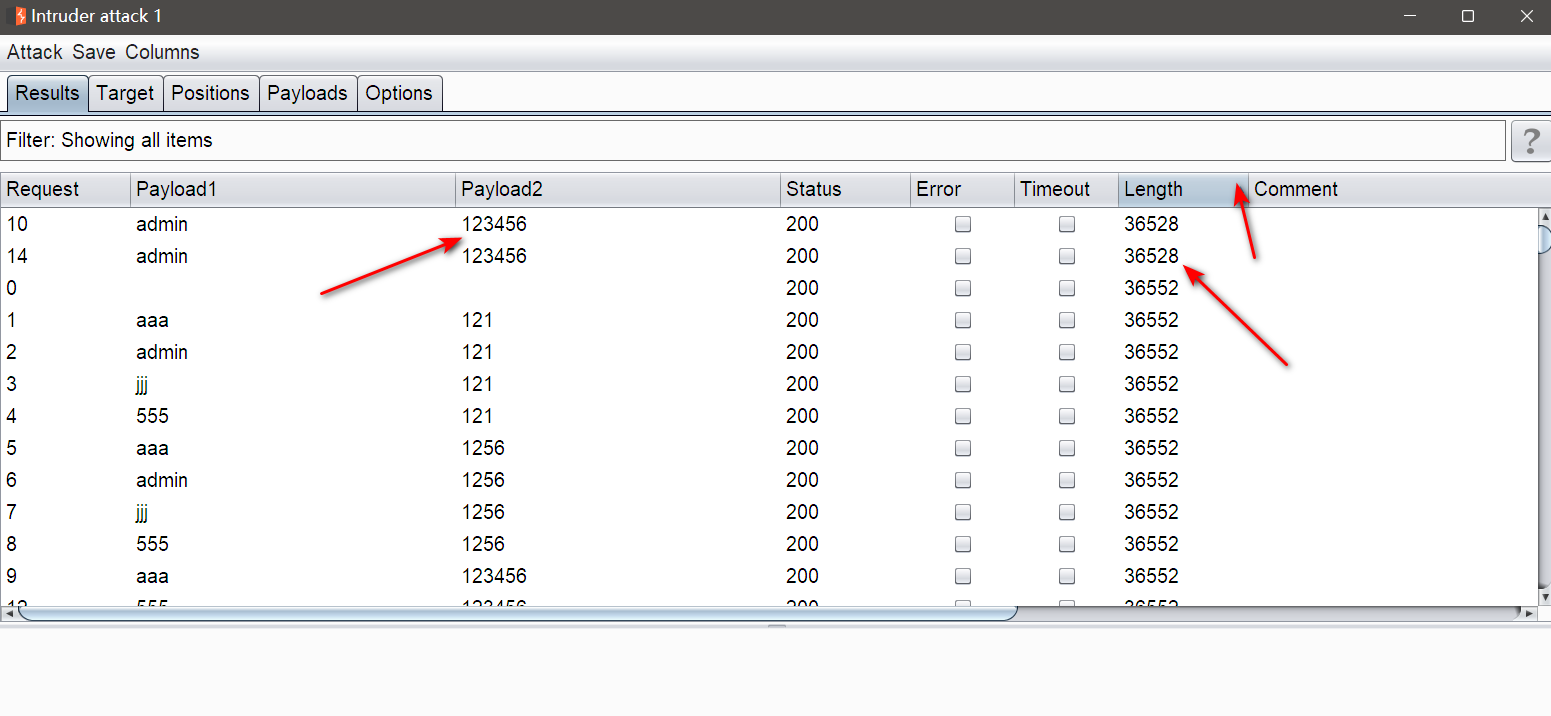 Intruder attack 1
Attack Save Columns
Results Target Positions Payloads Options
Filter: Showing all items
?
Request Payload1 Payload2 Status Error Timeout Length Comment
10 admin 123456 200 36528
14 admin 123456 200 36528
0 200 36552
1 aaa 121 200 36552
2 admin 121 200 36552
3 jjj 121 200 36552
4 555 121 200 36552
5 aaa 1256 200 36552
6 admin 1256 200 36552
7 jjj 1256 200 36552
8 555 1256 200 36552
9 aaa 123456 200 36552
12 555 123456 200 36552